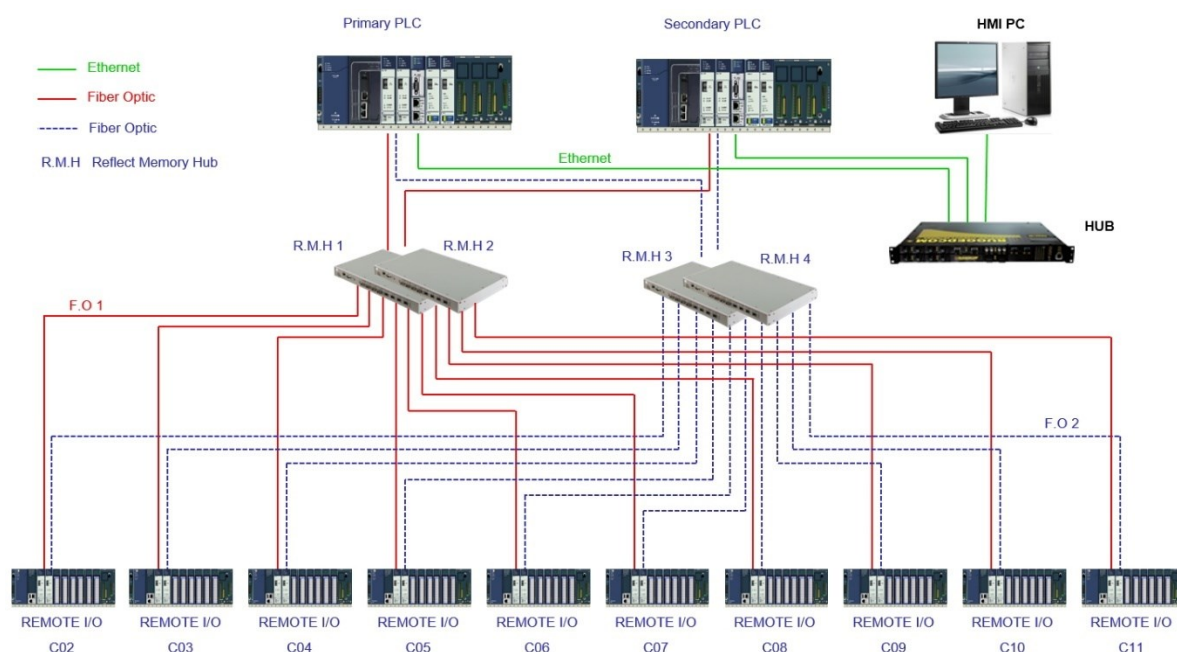 Primary PLC
Secondary PLC
HMI PC
Ethernet
Fiber Optic
Fiber Optic
R.M.H Reflect Memory Hub
Ethernet
HUB
R.M.H 1
R.M.H 2
R.M.H 3
R.M.H 4
F.O 1
F.O 2
REMOTE I/O REMOTE I/O REMOTE I/O REMOTE I/O REMOTE I/O REMOTE I/O REMOTE I/O REMOTE I/O REMOTE I/O REMOTE I/O
C02 C03 C04 C05 C06 C07 C08 C09 C10 C11